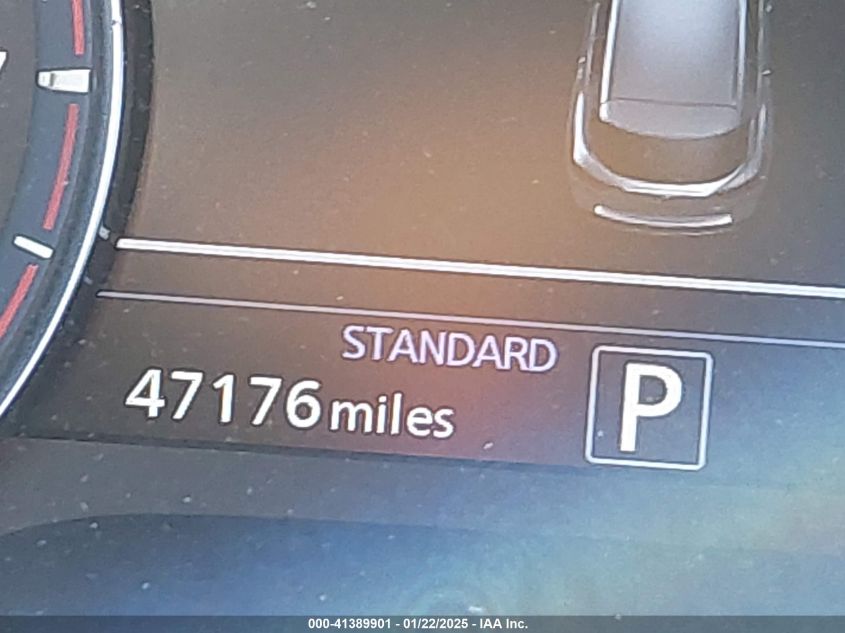 STANDARD
47176 miles
P
000-41389901 - 01/22/2025 - IAA Inc.